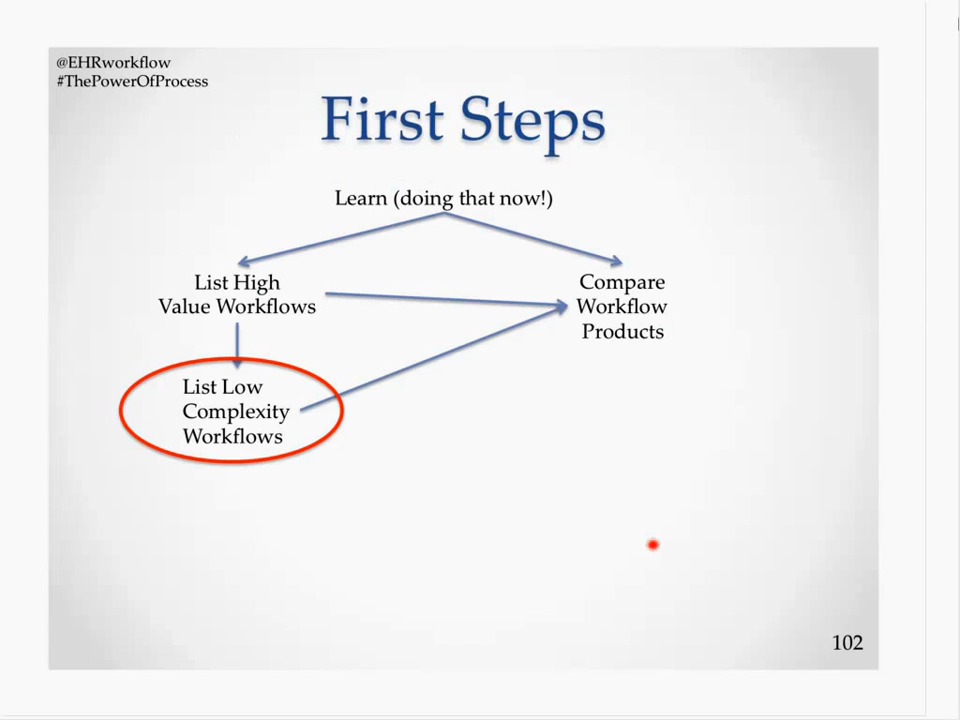 @EHRworkflow
#ThePowerOfProcess
First Steps
Learn (doing that now!)
List High
Value Workflows
Compare
Workflow
Products
List Low
Complexity
Workflows
102